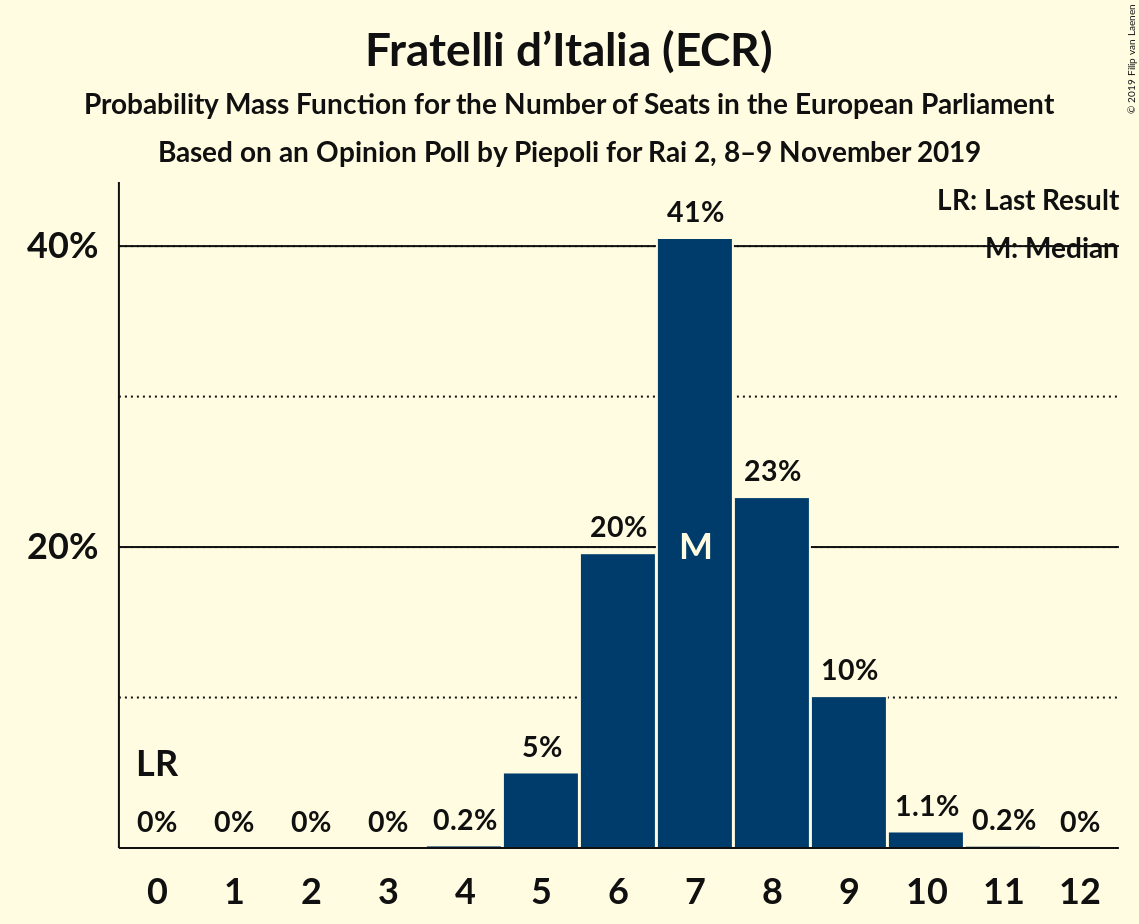 Fratelli d’Italia (ECR)
Probability Mass Function for the Number of Seats in the European Parliament
Based on an Opinion Poll by Piepoli for Rai 2, 8–9 November 2019
© 2019 Filip van Laenen
LR: Last Result
M: Median
41%
40%
23%
20%
M
20%
10%
5%
LR
0% 0% 0% 0% 0.2% 1.1% 0.2% 0%
0 1 2 3 4 5 6 7 8 9 10 11 12